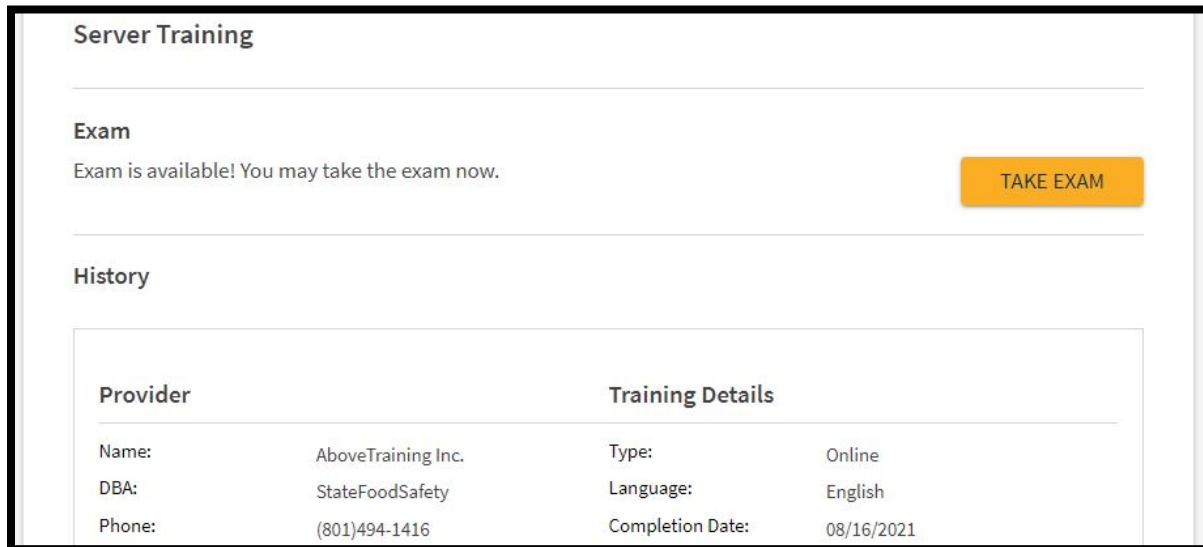 Server Training
Exam
Exam is available! You may take the exam now.
TAKE EXAM
History
Provider
Training Details
Name: AboveTraining Inc. Type: Online
DBA: StateFoodSafety Language: English
Phone: (801)494-1416 Completion Date: 08/16/2021